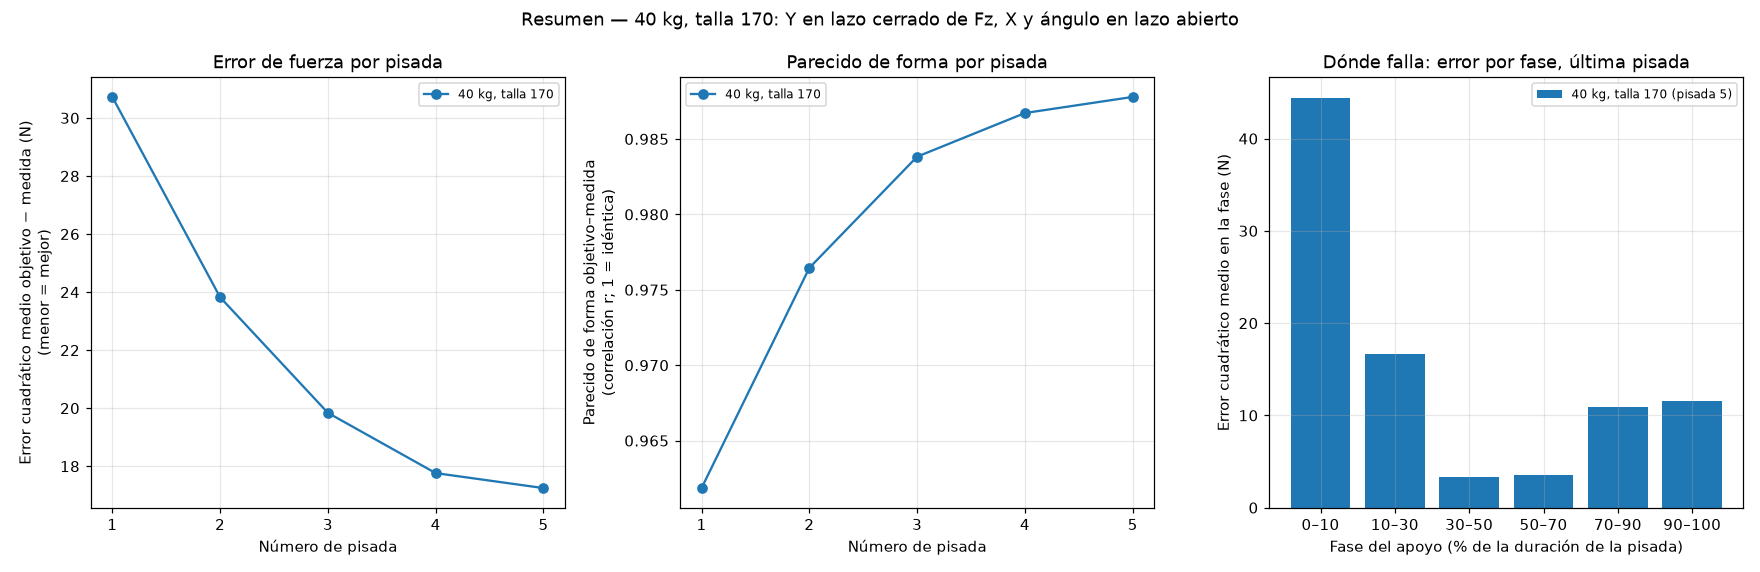 Resumen — 40 kg, talla 170: Y en lazo cerrado de Fz, X y ángulo en lazo abierto
Error de fuerza por pisada
40 kg, talla 170
Error cuadrático medio objetivo − medida (N)
(menor = mejor)
30
28
26
24
22
20
18
1
2
3
4
5
Número de pisada
Parecido de forma por pisada
40 kg, talla 170
Parecido de forma objetivo–medida
(correlación r; 1 = idéntica)
0.985
0.980
0.975
0.970
0.965
1
2
3
4
5
Número de pisada
Dónde falla: error por fase, última pisada
40 kg, talla 170 (pisada 5)
Error cuadrático medio en la fase (N)
40
30
20
10
0
0–10
10–30
30–50
50–70
70–90
90–100
Fase del apoyo (% de la duración de la pisada)